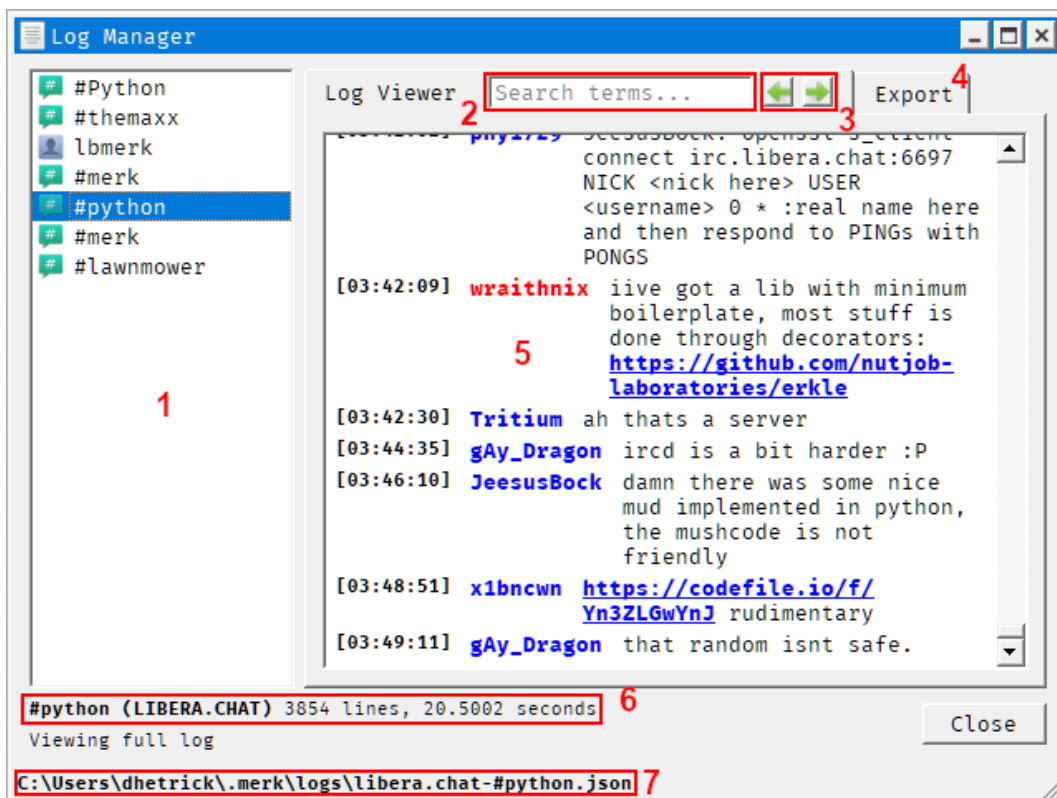 Log Manager
#Python
#themaxx
lbmerk
#merk
#python
#merk
#lawnmower
1
Log Viewer
2
Search terms...
3
Export
4
connect irc.libera.chat:6697
NICK <nick here> USER
<username> 0 * :real name here
and then respond to PINGs with
PONGS
[03:42:09] wraithnix iive got a lib with minimum
boilerplate, most stuff is
done through decorators:
https://github.com/nutjob-
laboratories/erkle
5
[03:42:30] Tritium ah thats a server
[03:44:35] gAy_Dragon ircd is a bit harder :P
[03:46:10] JeesusBock damn there was some nice
mud implemented in python,
the mushcode is not
friendly
[03:48:51] x1bncwn https://codefile.io/f/
Yn3ZLGwYnJ rudimentary
[03:49:11] gAy_Dragon that random isnt safe.
#python (LIBERA.CHAT) 3854 lines, 20.5002 seconds
6
Viewing full log
Close
C:\Users\dhetrick\.merk\logs\libera.chat-#python.json
7